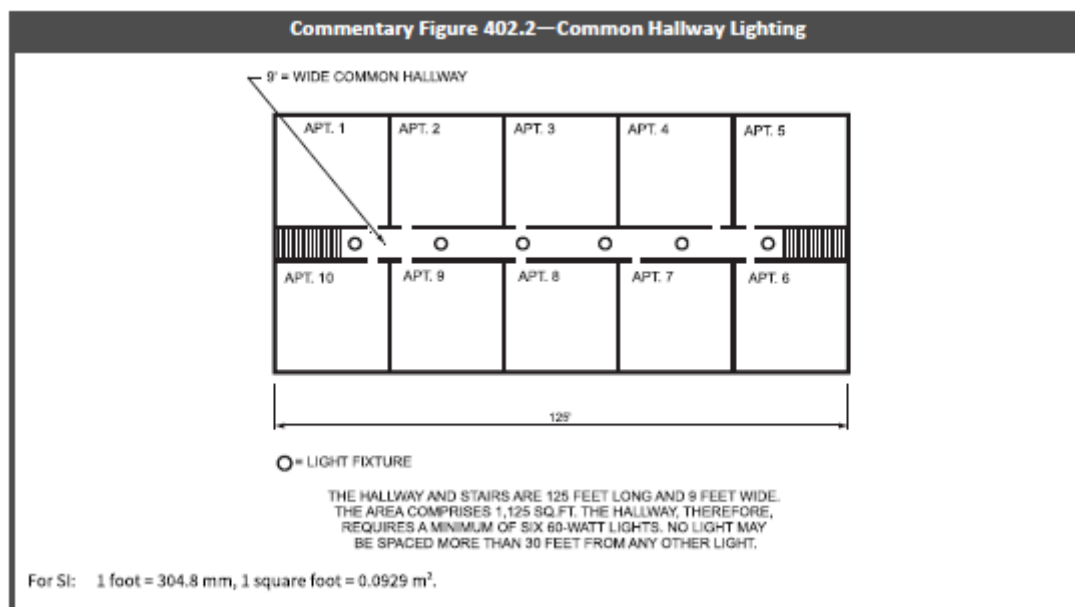 Commentary Figure 402.2—Common Hallway Lighting
9' = WIDE COMMON HALLWAY
APT. 1 APT. 2 APT. 3 APT. 4 APT. 5
APT. 10 APT. 9 APT. 8 APT. 7 APT. 6
125'
= LIGHT FIXTURE
THE HALLWAY AND STAIRS ARE 125 FEET LONG AND 9 FEET WIDE.
THE AREA COMPRISES 1,125 SQ.FT. THE HALLWAY, THEREFORE,
REQUIRES A MINIMUM OF SIX 60-WATT LIGHTS. NO LIGHT MAY
BE SPACED MORE THAN 30 FEET FROM ANY OTHER LIGHT.
For SI: 1 foot = 304.8 mm, 1 square foot = 0.0929 m².